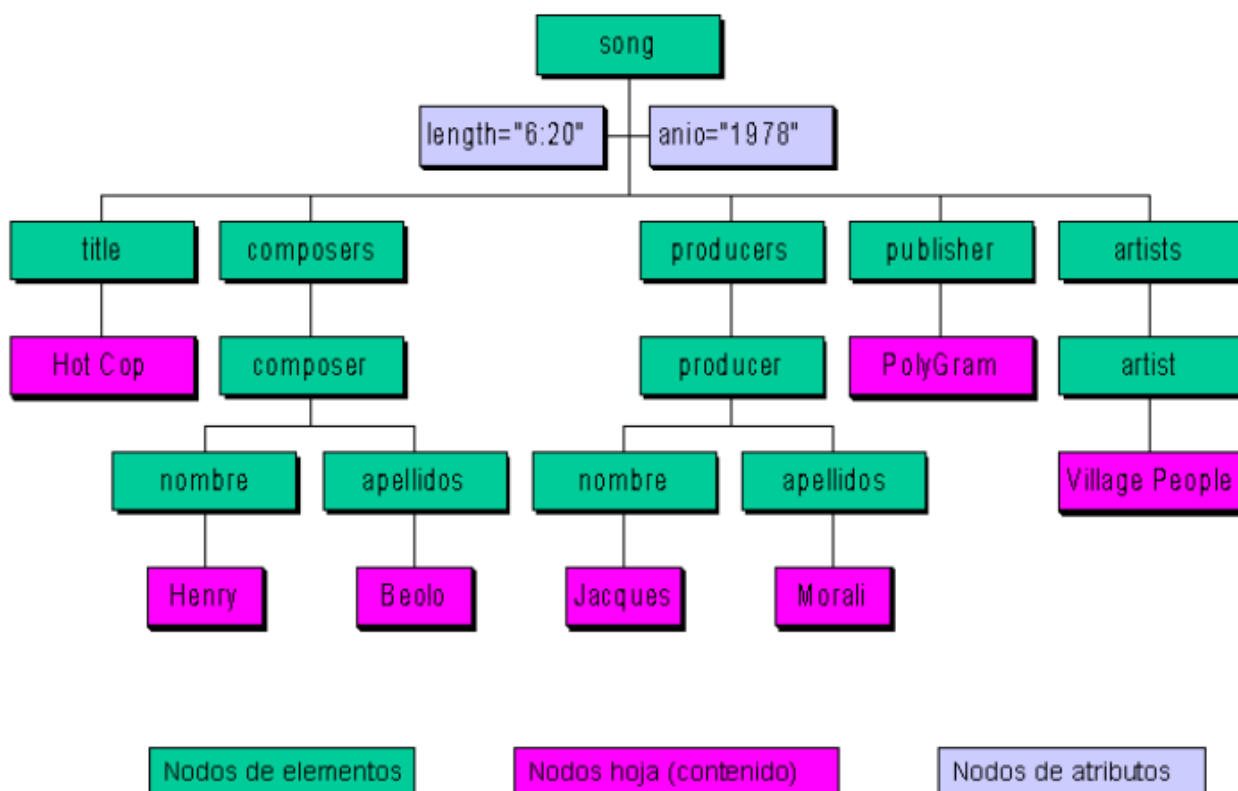 song
length="6:20"
anio="1978"
title
composers
producers
publisher
artists
Hot Cop
composer
producer
PolyGram
artist
nombre
apellidos
nombre
apellidos
Village People
Henry
Beolo
Jacques
Morali
Nodos de elementos
Nodos hoja (contenido)
Nodos de atributos